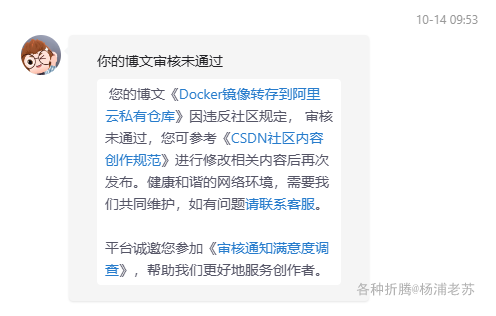 10-14 09:53
你的博文审核未通过
您的博文《Docker镜像转存到阿里
云私有仓库》因违反社区规定， 审核
未通过，您可参考《CSDN社区内容
创作规范》进行修改相关内容后再次
发布。健康和谐的网络环境，需要我
们共同维护，如有问题请联系客服。
平台诚邀您参加《审核通知满意度调
查》，帮助我们更好地服务创作者。
各种折腾@杨浦老苏